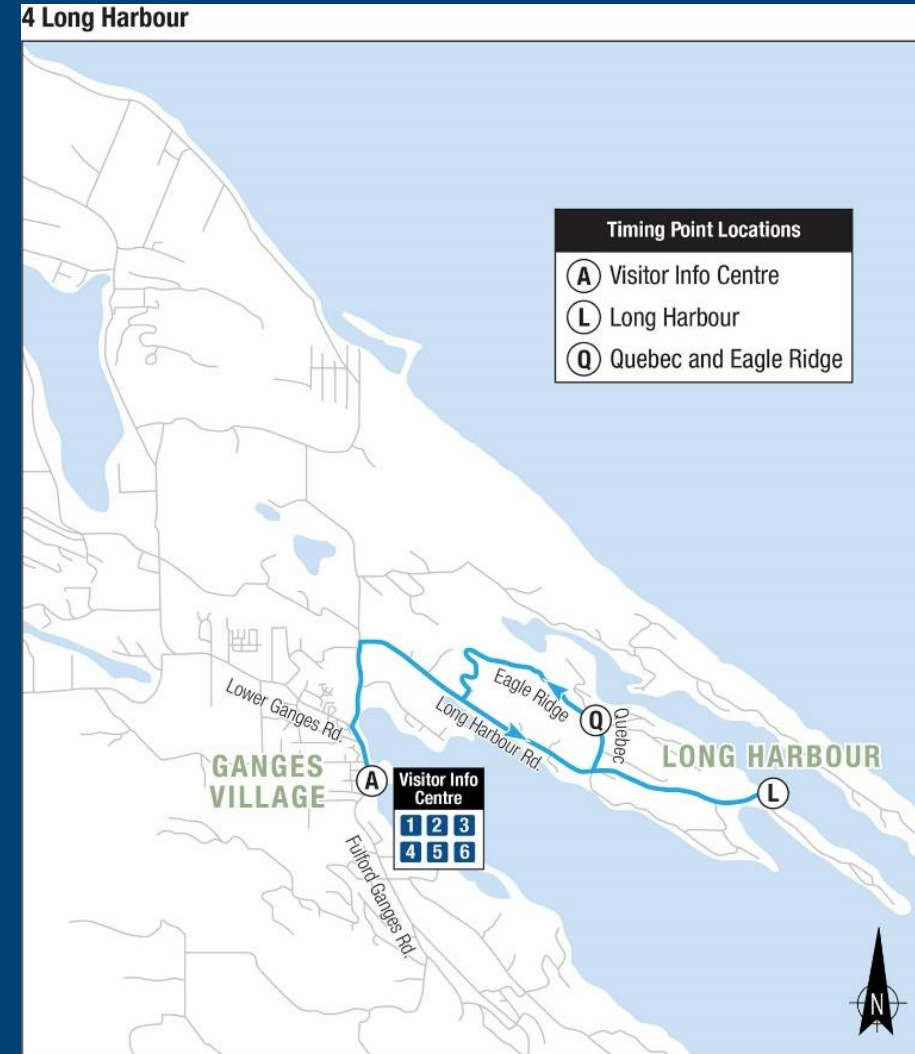 4 Long Harbour
Timing Point Locations
A Visitor Info Centre
L Long Harbour
Q Quebec and Eagle Ridge
Eagle Ridge
Q
Quebec
Lower Ganges Rd.
Long Harbour Rd.
LONG HARBOUR
L
GANGES
VILLAGE
A
Visitor Info
Centre
1 2 3
4 5 6
Fulford Ganges Rd.
N